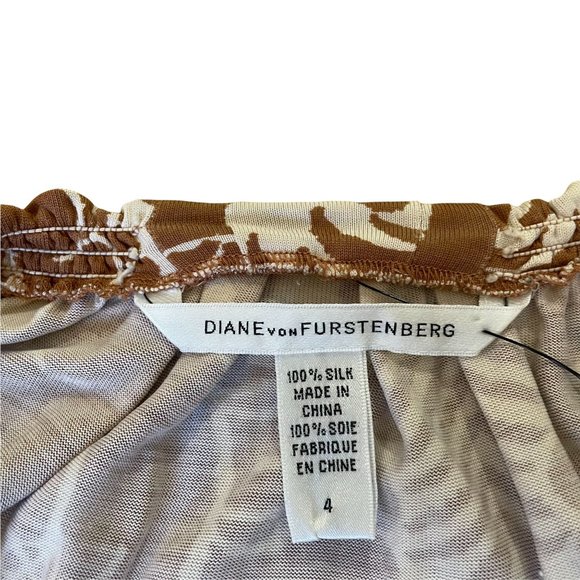 DIANE VON FURSTENBERG
100% SILK
MADE IN
CHINA
100% SOIE
FABRIQUE
EN CHINE
4